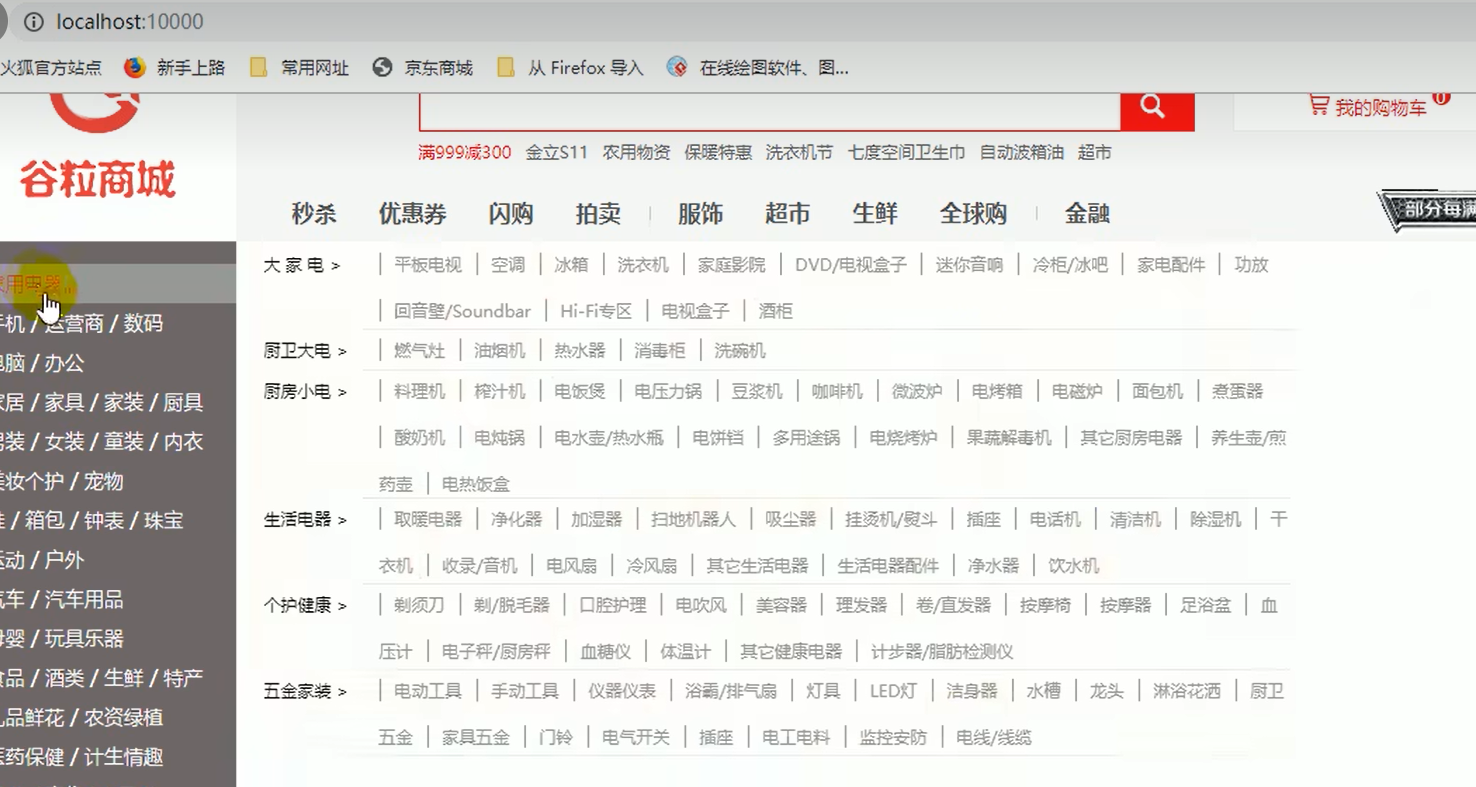 localhost:10000
火狐官方站点 新手上路 常用网址 京东商城 从 Firefox 导入 在线绘图软件、图...
谷粒商城
我的购物车 0
满999减300 金立S11 农用物资 保暖特惠 洗衣机节 七度空间卫生巾 自动波箱油 超市
秒杀 优惠券 闪购 拍卖 服饰 超市 生鲜 全球购 金融
部分每满
用电器
机 / 运营商 / 数码
脑 / 办公
居 / 家具 / 家装 / 厨具
装 / 女装 / 童装 / 内衣
妆个护 / 宠物
/ 箱包 / 钟表 / 珠宝
动 / 户外
车 / 汽车用品
婴 / 玩具乐器
品 / 酒类 / 生鲜 / 特产
品鲜花 / 农资绿植
药保健 / 计生情趣
大 家 电 > | 平板电视 | 空调 | 冰箱 | 洗衣机 | 家庭影院 | DVD/电视盒子 | 迷你音响 | 冷柜/冰吧 | 家电配件 | 功放
| 回音壁/Soundbar | Hi-Fi专区 | 电视盒子 | 酒柜
厨卫大电 > | 燃气灶 | 油烟机 | 热水器 | 消毒柜 | 洗碗机
厨房小电 > | 料理机 | 榨汁机 | 电饭煲 | 电压力锅 | 豆浆机 | 咖啡机 | 微波炉 | 电烤箱 | 电磁炉 | 面包机 | 煮蛋器
| 酸奶机 | 电炖锅 | 电水壶/热水瓶 | 电饼铛 | 多用途锅 | 电烧烤炉 | 果蔬解毒机 | 其它厨房电器 | 养生壶/煎
药壶 | 电热饭盒
生活电器 > | 取暖电器 | 净化器 | 加湿器 | 扫地机器人 | 吸尘器 | 挂烫机/熨斗 | 插座 | 电话机 | 清洁机 | 除湿机 | 干
衣机 | 收录/音机 | 电风扇 | 冷风扇 | 其它生活电器 | 生活电器配件 | 净水器 | 饮水机
个护健康 > | 剃须刀 | 剃/脱毛器 | 口腔护理 | 电吹风 | 美容器 | 理发器 | 卷/直发器 | 按摩椅 | 按摩器 | 足浴盆 | 血
压计 | 电子秤/厨房秤 | 血糖仪 | 体温计 | 其它健康电器 | 计步器/脂肪检测仪
五金家装 > | 电动工具 | 手动工具 | 仪器仪表 | 浴霸/排气扇 | 灯具 | LED灯 | 洁身器 | 水槽 | 龙头 | 淋浴花洒 | 厨卫
五金 | 家具五金 | 门铃 | 电气开关 | 插座 | 电工电料 | 监控安防 | 电线/线缆